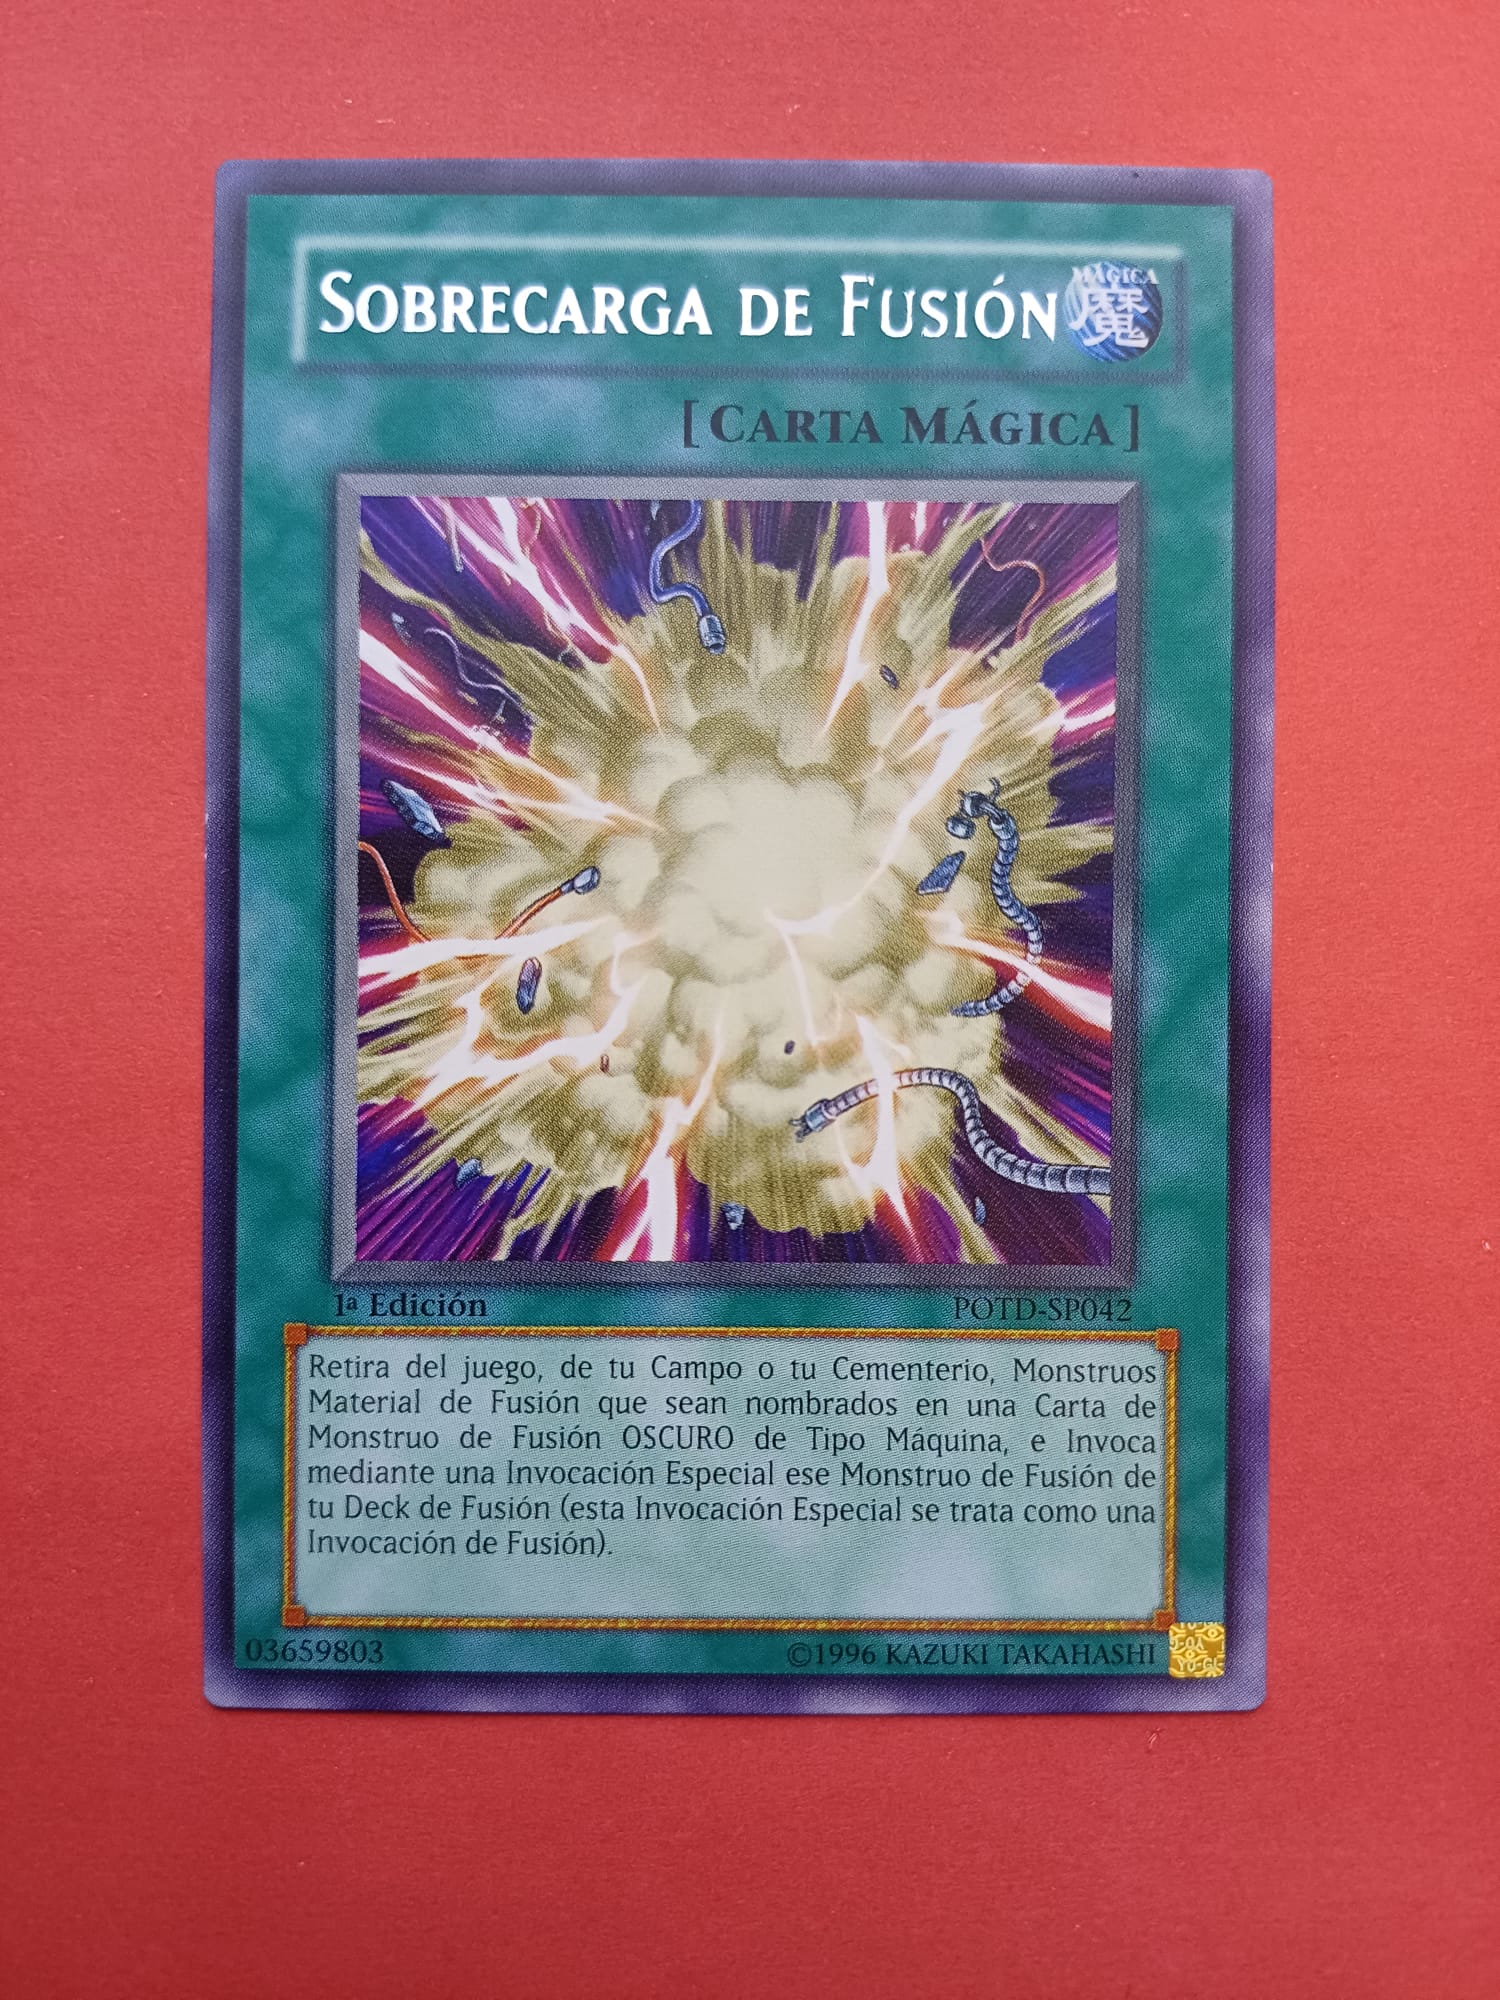 SOBRECARGA DE FUSIÓN
MÁGICA
魔
[CARTA MÁGICA]
1ª Edición
POTD-SP042
Retira del juego, de tu Campo o tu Cementerio, Monstruos
Material de Fusión que sean nombrados en una Carta de
Monstruo de Fusión OSCURO de Tipo Máquina, e Invoca
mediante una Invocación Especial ese Monstruo de Fusión de
tu Deck de Fusión (esta Invocación Especial se trata como una
Invocación de Fusión).
03659803
©1996 KAZUKI TAKAHASHI